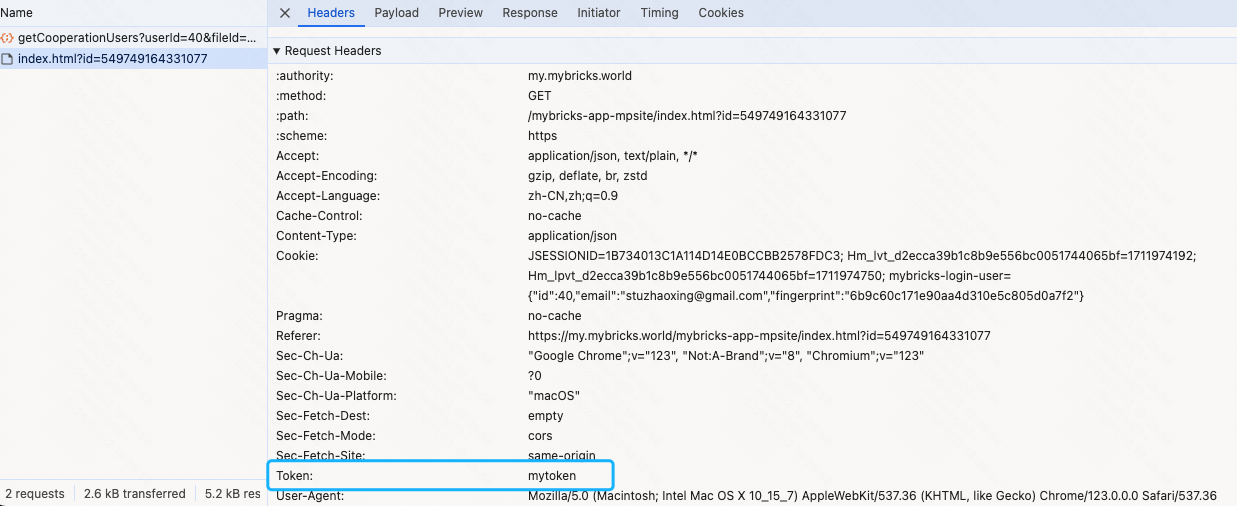 Name
Headers Payload Preview Response Initiator Timing Cookies
getCooperationUsers?userId=40&fileId=...
index.html?id=549749164331077
Request Headers
:authority: my.mybricks.world
:method: GET
:path: /mybricks-app-mpsite/index.html?id=549749164331077
:scheme: https
Accept: application/json, text/plain, */*
Accept-Encoding: gzip, deflate, br, zstd
Accept-Language: zh-CN,zh;q=0.9
Cache-Control: no-cache
Content-Type: application/json
Cookie: JSESSIONID=1B734013C1A114D14E0BCCBB2578FDC3; Hm_lvt_d2ecca39b1c8b9e556bc0051744065bf=1711974192;
Hm_lpvt_d2ecca39b1c8b9e556bc0051744065bf=1711974750; mybricks-login-user=
{"id":40,"email":"stuzhaoxing@gmail.com","fingerprint":"6b9c60c171e90aa4d310e5c805d0a7f2"}
Pragma: no-cache
Referer: https://my.mybricks.world/mybricks-app-mpsite/index.html?id=549749164331077
Sec-Ch-Ua: "Google Chrome";v="123", "Not:A-Brand";v="8", "Chromium";v="123"
Sec-Ch-Ua-Mobile: ?0
Sec-Ch-Ua-Platform: "macOS"
Sec-Fetch-Dest: empty
Sec-Fetch-Mode: cors
Sec-Fetch-Site: same-origin
Token: mytoken
User-Agent: Mozilla/5.0 (Macintosh; Intel Mac OS X 10_15_7) AppleWebKit/537.36 (KHTML, like Gecko) Chrome/123.0.0.0 Safari/537.36
2 requests 2.6 kB transferred 5.2 kB res